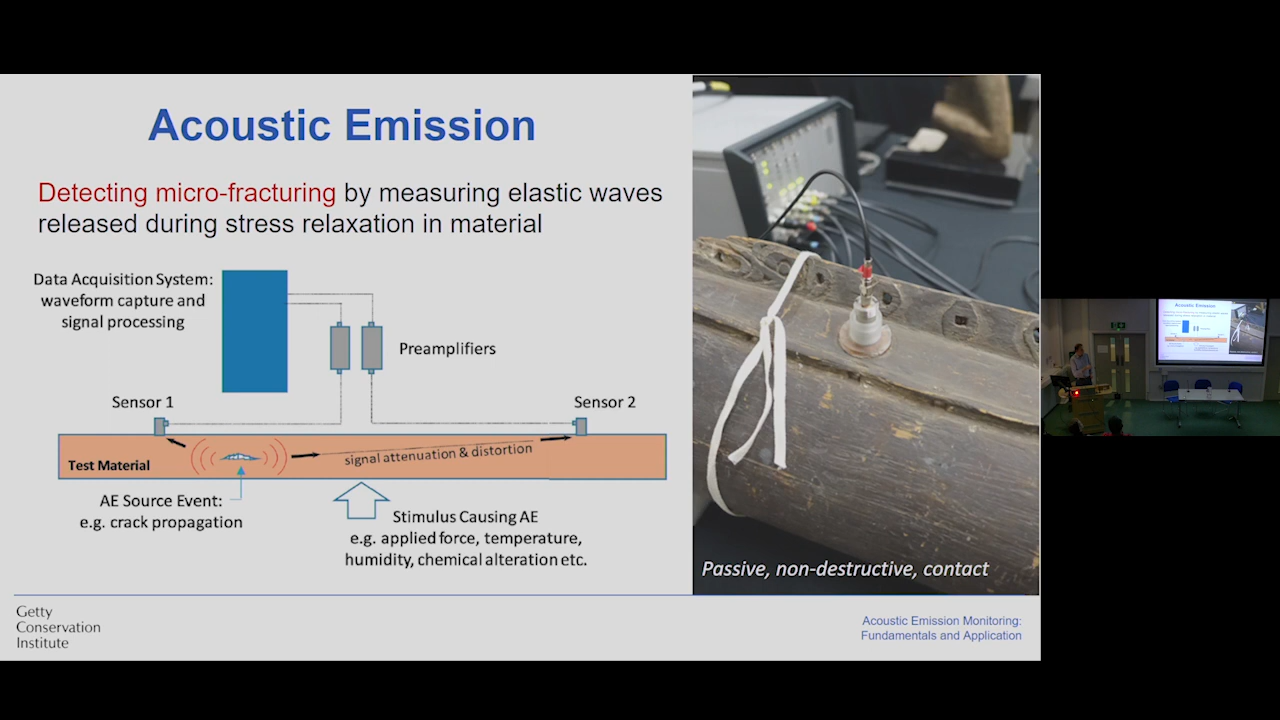 Acoustic Emission
Detecting micro-fracturing by measuring elastic waves
released during stress relaxation in material
Data Acquisition System:
waveform capture and
signal processing
Preamplifiers
Sensor 1
Sensor 2
Test Material
signal attenuation & distortion
AE Source Event:
e.g. crack propagation
Stimulus Causing AE
e.g. applied force, temperature,
humidity, chemical alteration etc.
Passive, non-destructive, contact
Getty
Conservation
Institute
Acoustic Emission Monitoring:
Fundamentals and Application
Acoustic Emission